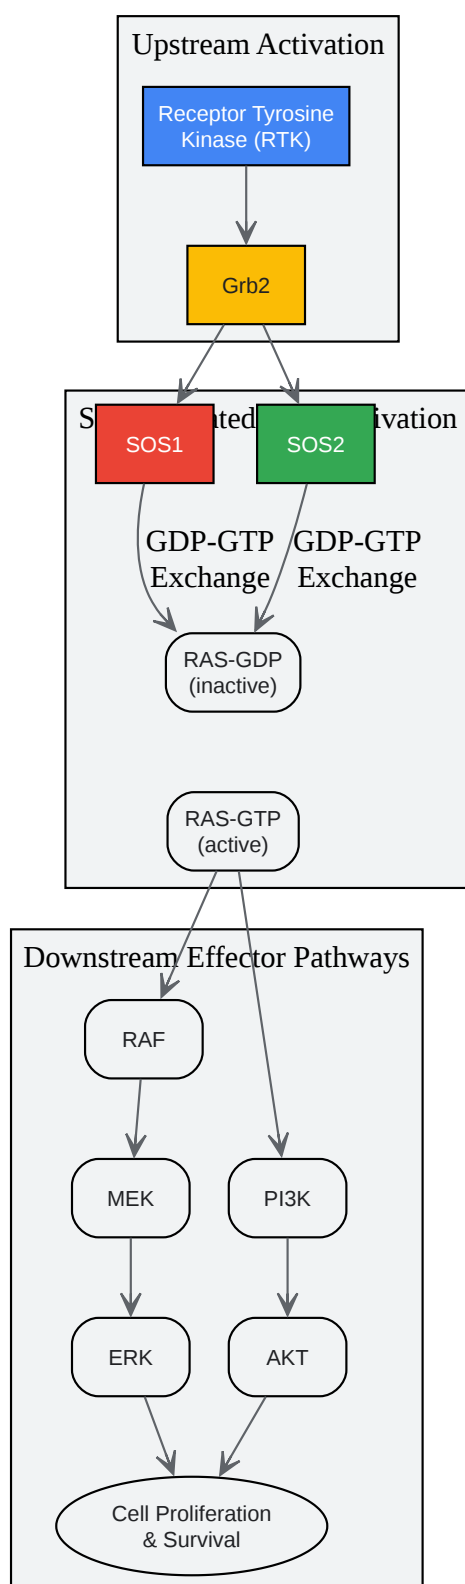 Upstream Activation
Receptor Tyrosine
Kinase (RTK)
Grb2
SOS1
SOS2
GDP-GTP
Exchange
GDP-GTP
Exchange
RAS-GDP
(inactive)
RAS-GTP
(active)
Downstream Effector Pathways
RAF
MEK
PI3K
ERK
AKT
Cell Proliferation
& Survival